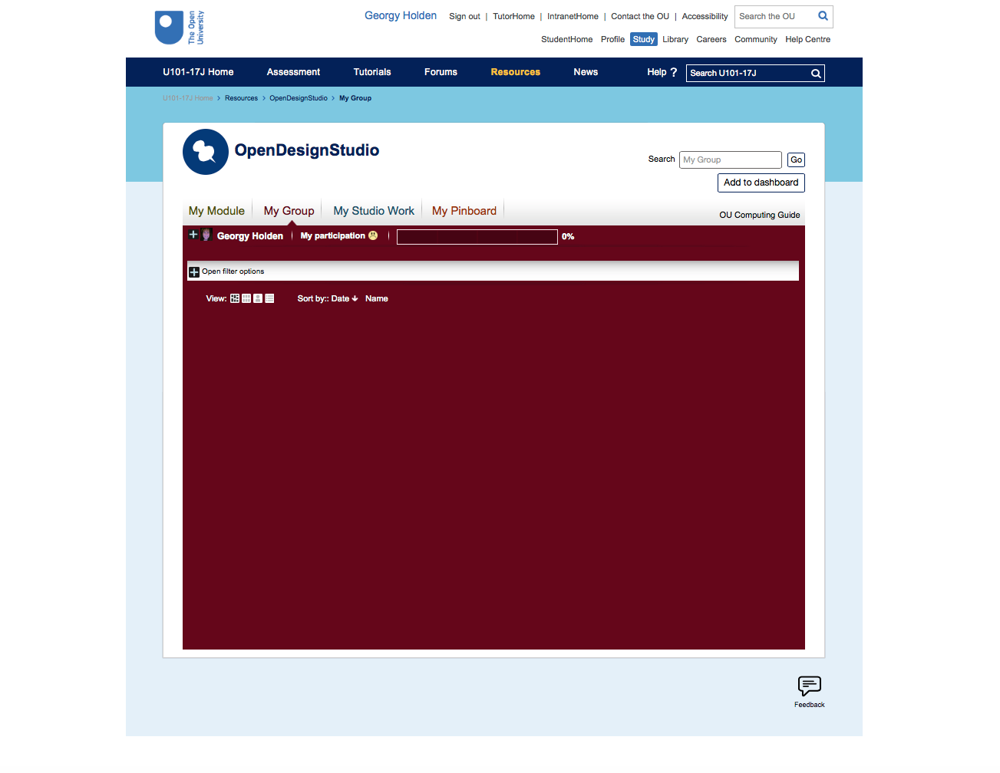 The Open University
Georgy Holden Sign out | TutorHome | IntranetHome | Contact the OU | Accessibility Search the OU
StudentHome Profile Study Library Careers Community Help Centre
U101-17J Home Assessment Tutorials Forums Resources News Help ? Search U101-17J
U101-17J Home > Resources > OpenDesignStudio > My Group
OpenDesignStudio
Search My Group Go
Add to dashboard
My Module My Group My Studio Work My Pinboard OU Computing Guide
Georgy Holden | My participation | 0%
Open filter options
View: Sort by:: Date Name
Feedback